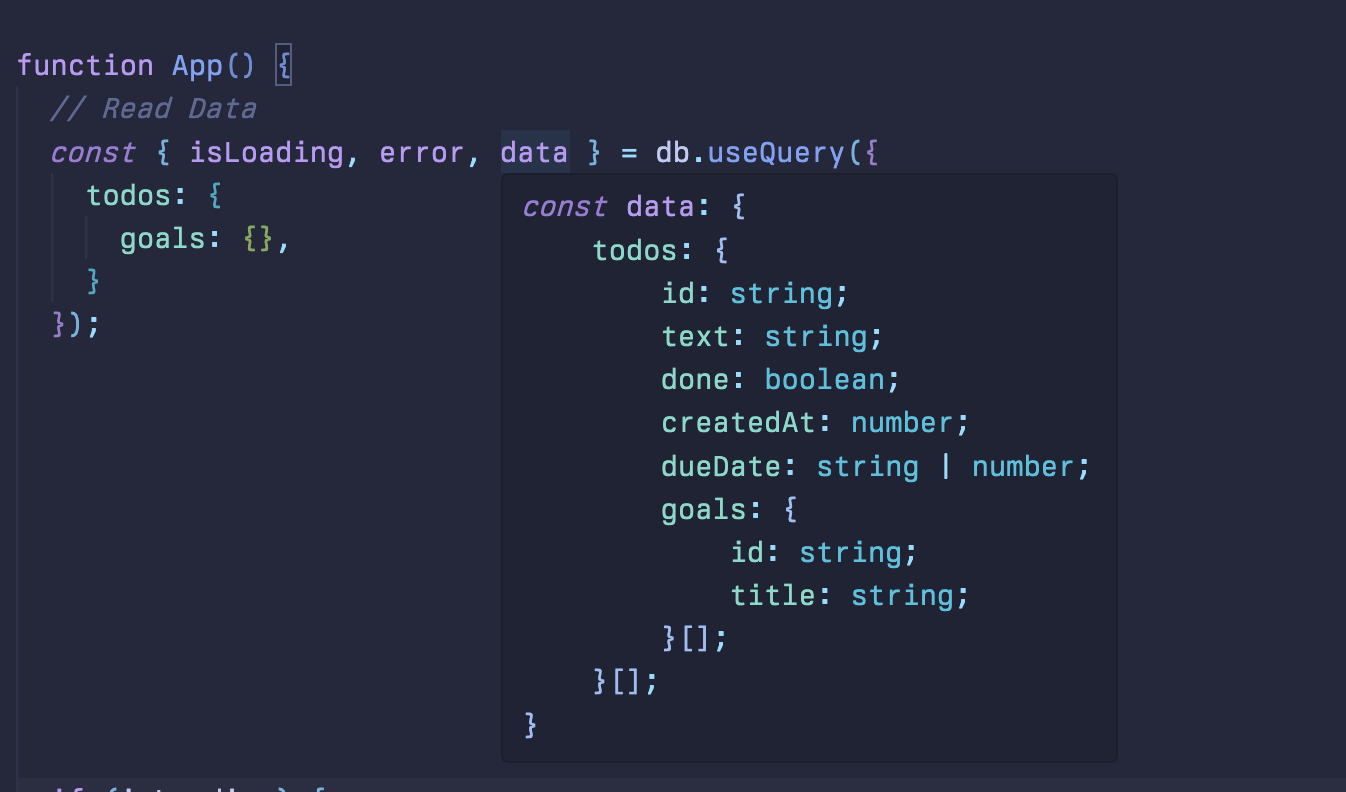 function App() {
// Read Data
const { isLoading, error, data } = db.useQuery({
todos: {
goals: {},
}
});
const data: {
todos: {
id: string;
text: string;
done: boolean;
createdAt: number;
dueDate: string | number;
goals: {
id: string;
title: string;
}[];
}[];
}